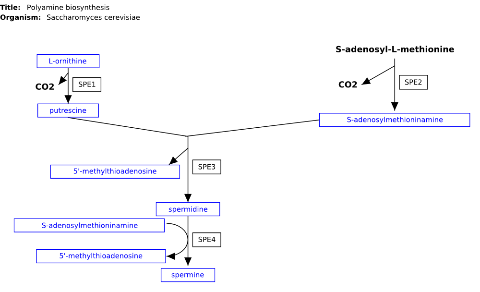 Title: Polyamine biosynthesis
Organism: Saccharomyces cerevisiae
S-adenosyl-L-methionine
L-ornithine
CO2
SPE1
CO2
SPE2
putrescine
S-adenosylmethioninamine
5'-methylthioadenosine
SPE3
spermidine
S-adenosylmethioninamine
SPE4
5'-methylthioadenosine
spermine